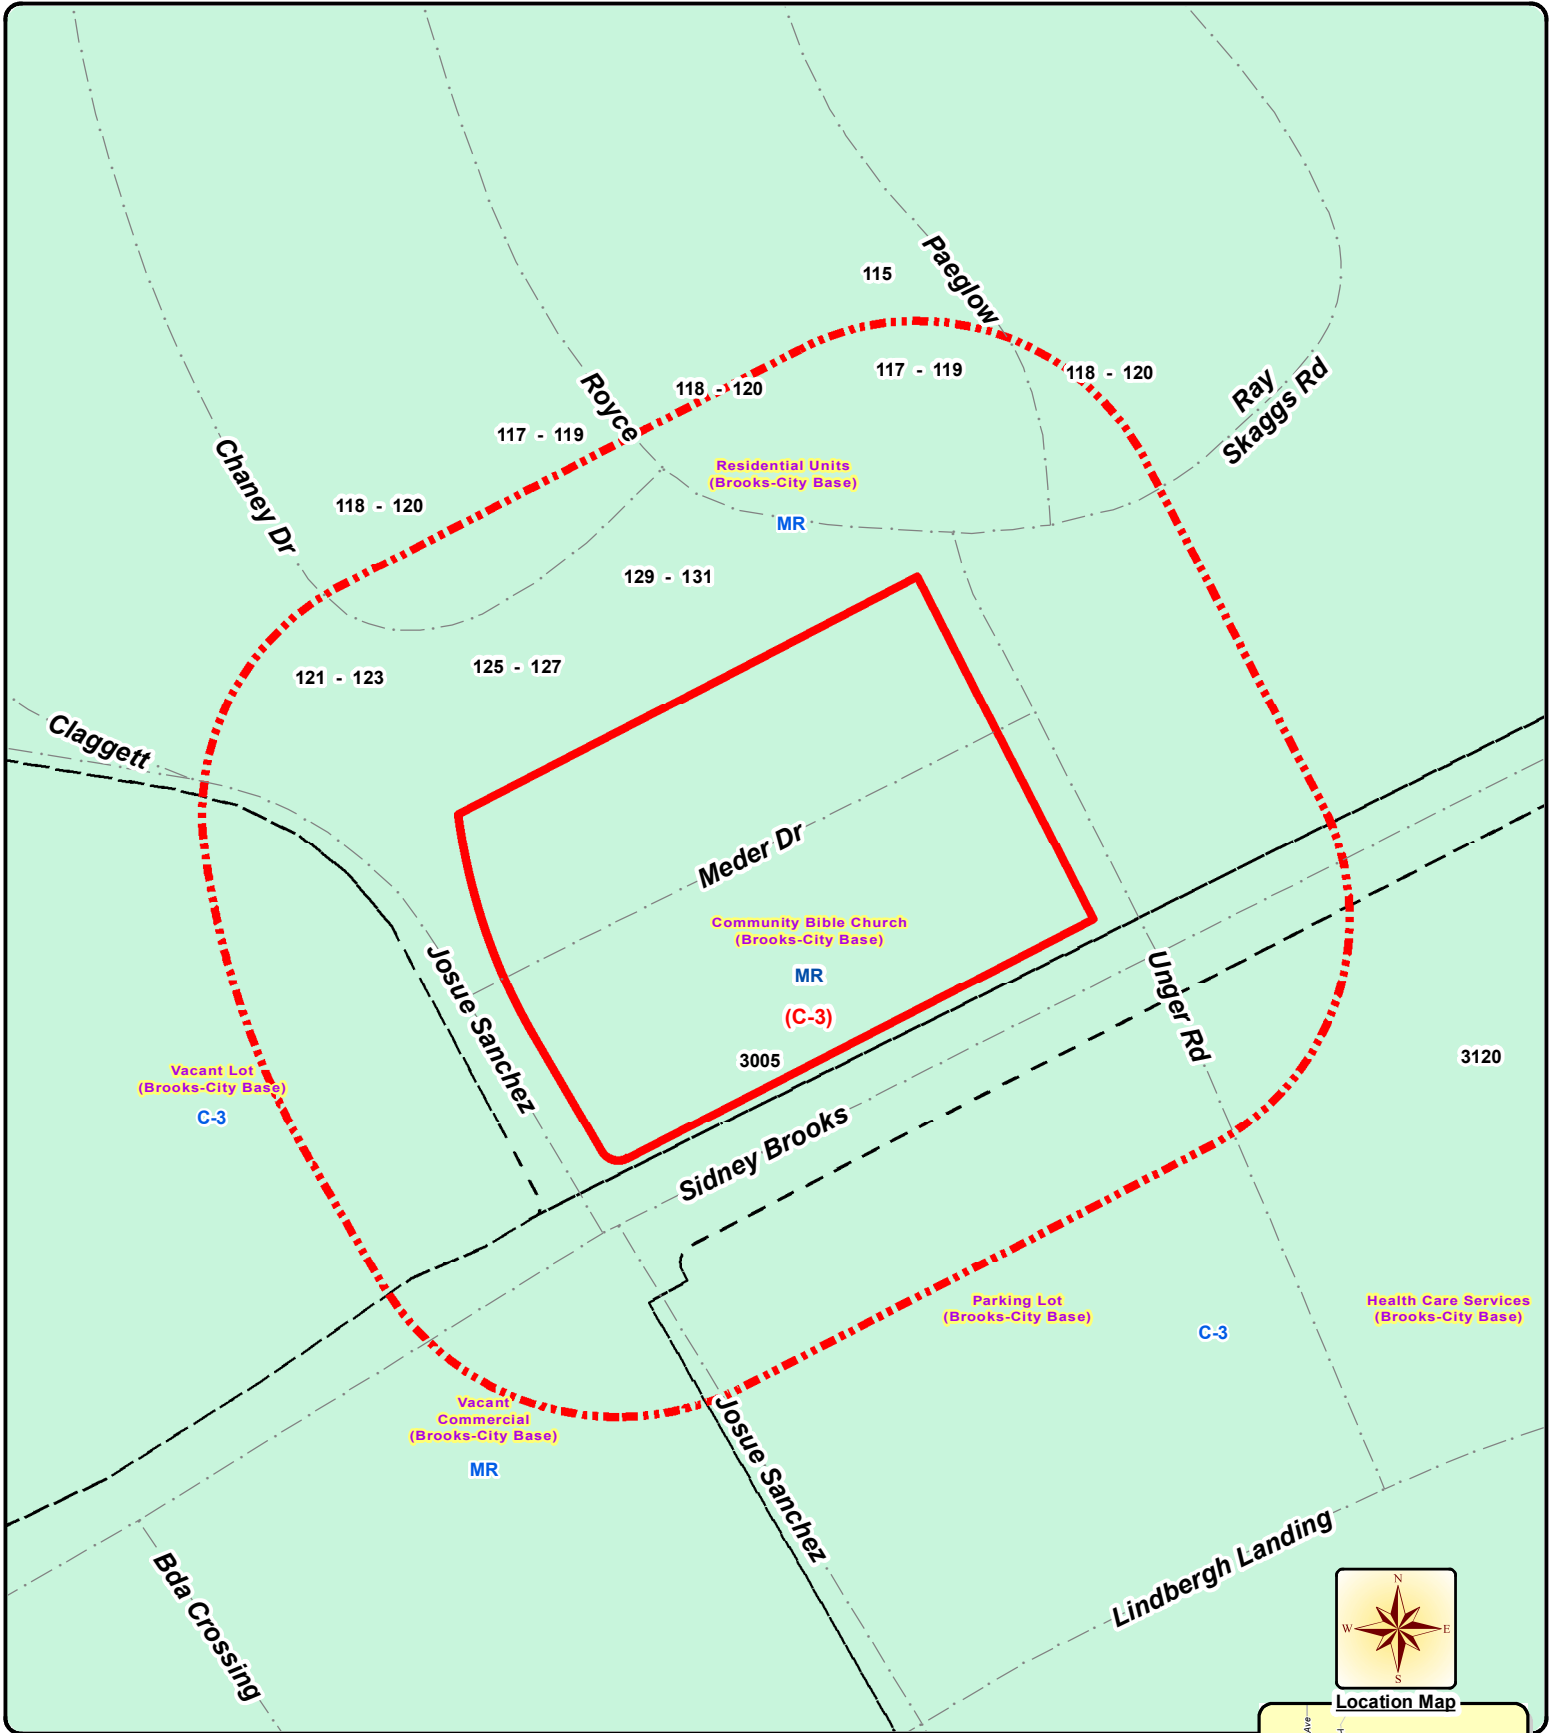 Paeglow
115
117 - 119
118 - 120
118 - 120
Ray
Skaggs Rd
Royce
117 - 119
Residential Units
(Brooks-City Base)
MR
Chaney Dr
118 - 120
129 - 131
125 - 127
121 - 123
Claggett
Meder Dr
Community Bible Church
(Brooks-City Base)
MR
(C-3)
3005
Josue Sanchez
Unger Rd
3120
Vacant Lot
(Brooks-City Base)
C-3
Sidney Brooks
Parking Lot
(Brooks-City Base)
C-3
Health Care Services
(Brooks-City Base)
Vacant
Commercial
(Brooks-City Base)
MR
Josue Sanchez
Lindbergh Landing
Bda Crossing
N
W
E
S
Location Map
Ave